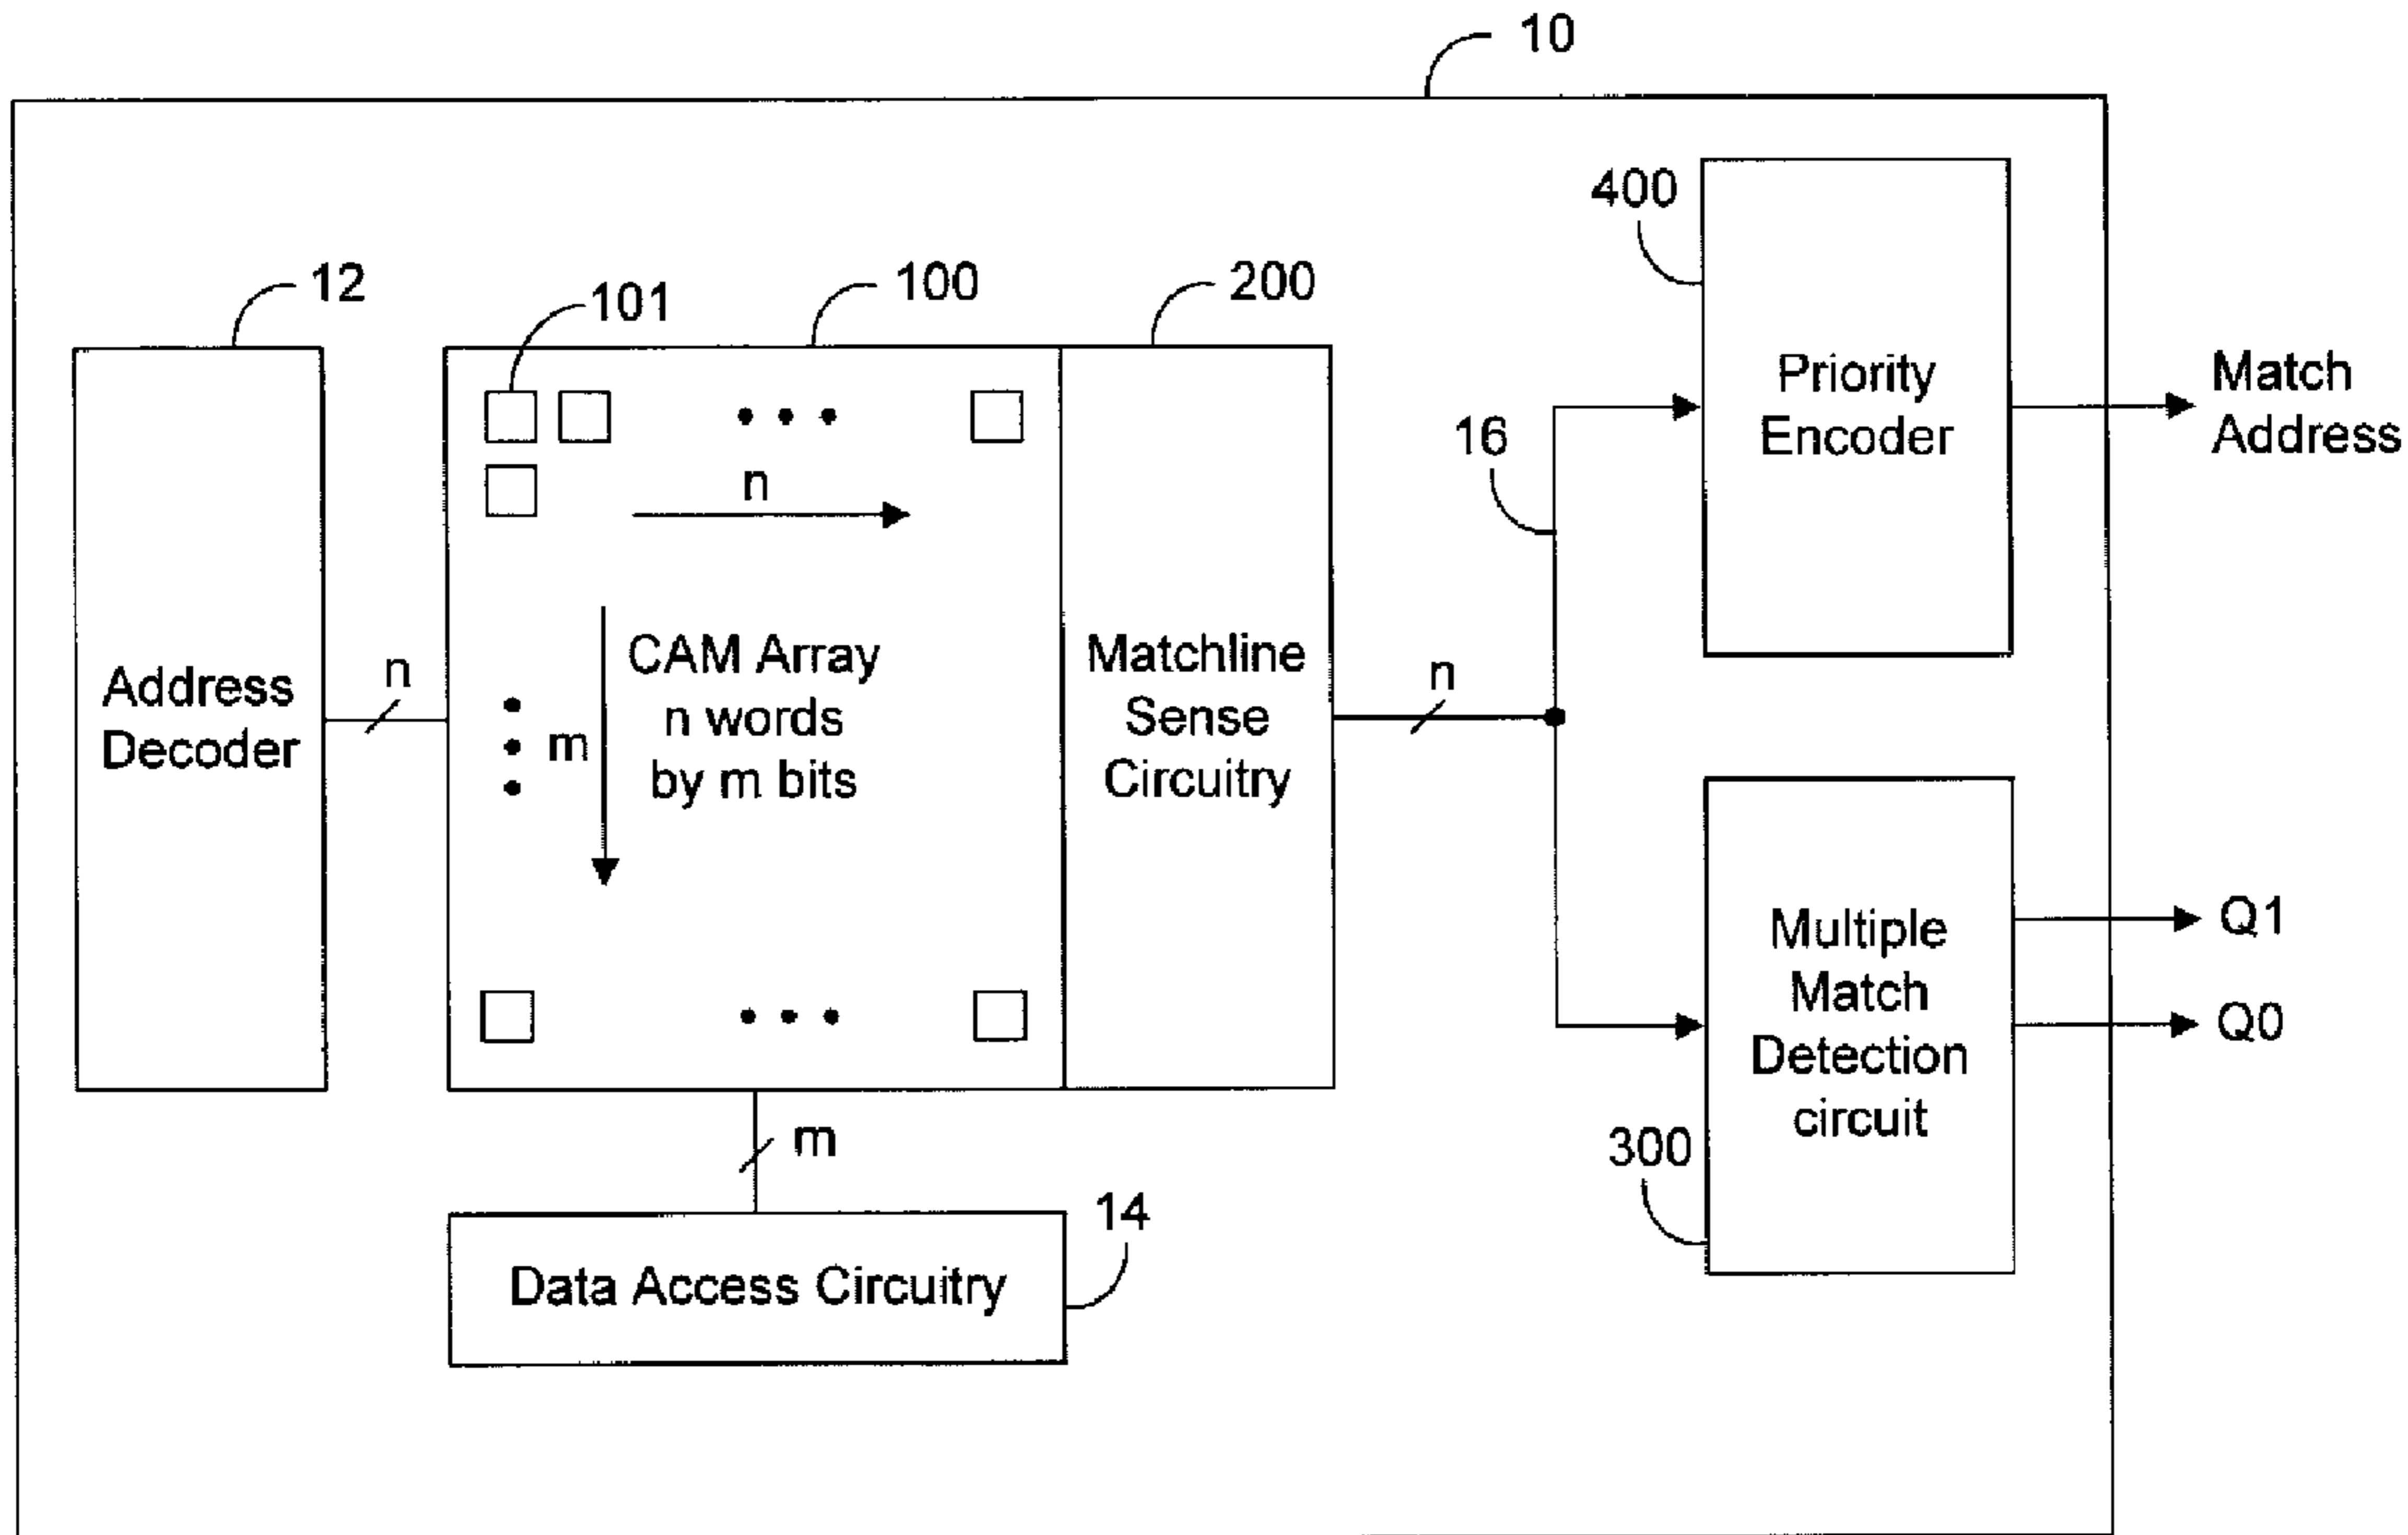 10
400
12
101
100
200
Priority
Encoder
Match
Address
16
n
CAM Array
n words
by m bits
m
Address
Decoder
n
Matchline
Sense
Circuitry
n
Multiple
Match
Detection
circuit
Q1
Q0
300
m
14
Data Access Circuitry